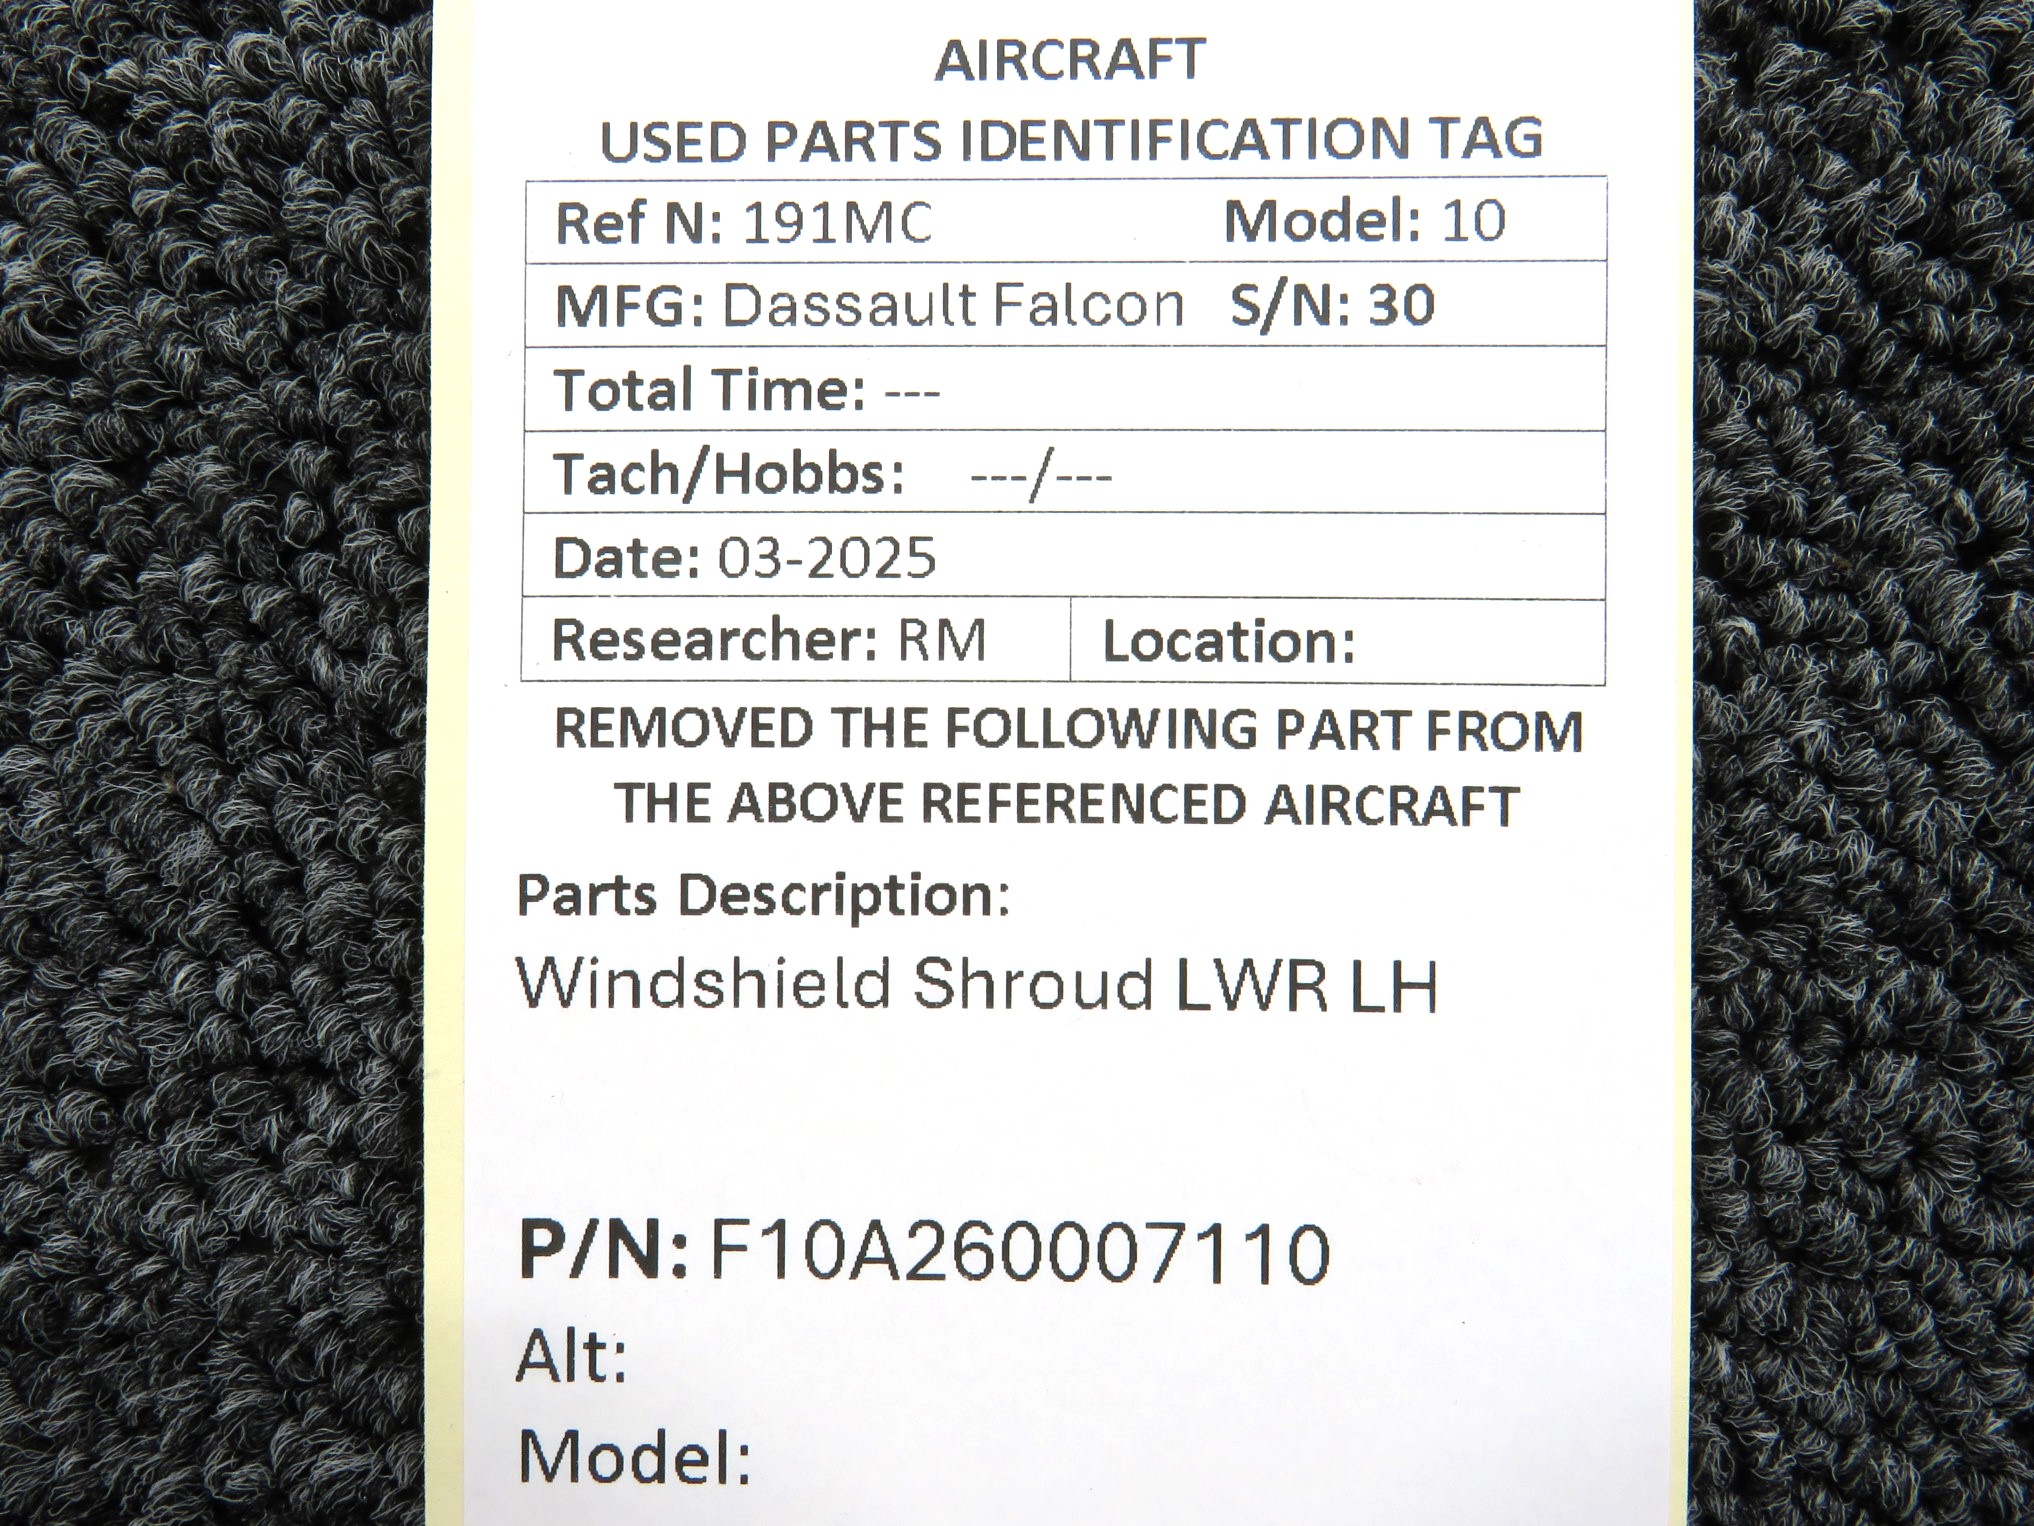 AIRCRAFT
USED PARTS IDENTIFICATION TAG
Ref N: 191MC Model: 10
MFG: Dassault Falcon S/N: 30
Total Time: ---
Tach/Hobbs: ---/---
Date: 03-2025
Researcher: RM Location:
REMOVED THE FOLLOWING PART FROM
THE ABOVE REFERENCED AIRCRAFT
Parts Description:
Windshield Shroud LWR LH
P/N: F10A260007110
Alt:
Model: